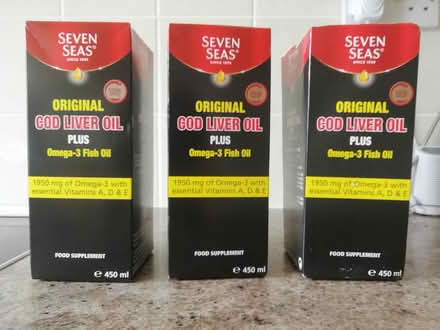 SEVEN
SEAS®
SINCE 1935
ORIGINAL
COD LIVER OIL
PLUS
Omega-3 Fish Oil
1950 mg of Omega-3 with
essential Vitamins A, D & E
FOOD SUPPLEMENT
e 450 ml
SEVEN
SEAS®
SINCE 1935
ORIGINAL
COD LIVER OIL
PLUS
Omega-3 Fish Oil
1950 mg of Omega-3 with
essential Vitamins A, D & E
FOOD SUPPLEMENT
e 450 ml
SEVEN
SEAS®
SINCE 1935
ORIGINAL
COD LIVER OIL
PLUS
Omega-3 Fish Oil
1950 mg of Omega-3 with
essential Vitamins A, D & E
FOOD SUPPLEMENT
e 450 ml